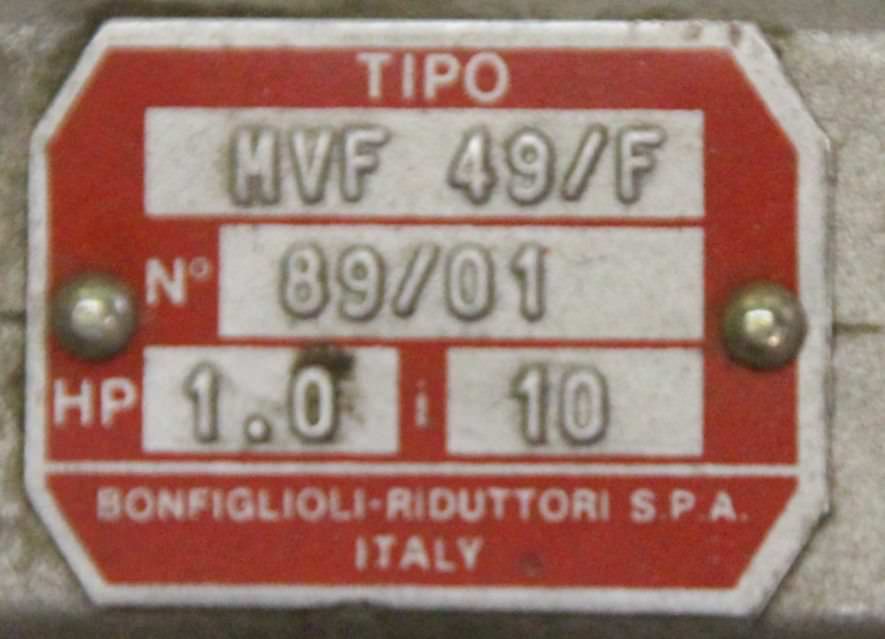 TIPO
MVF 49/F
N° 89/01
HP 1.0 i 10
BONFIGLIOLI-RIDUTTORI S.P.A.
ITALY